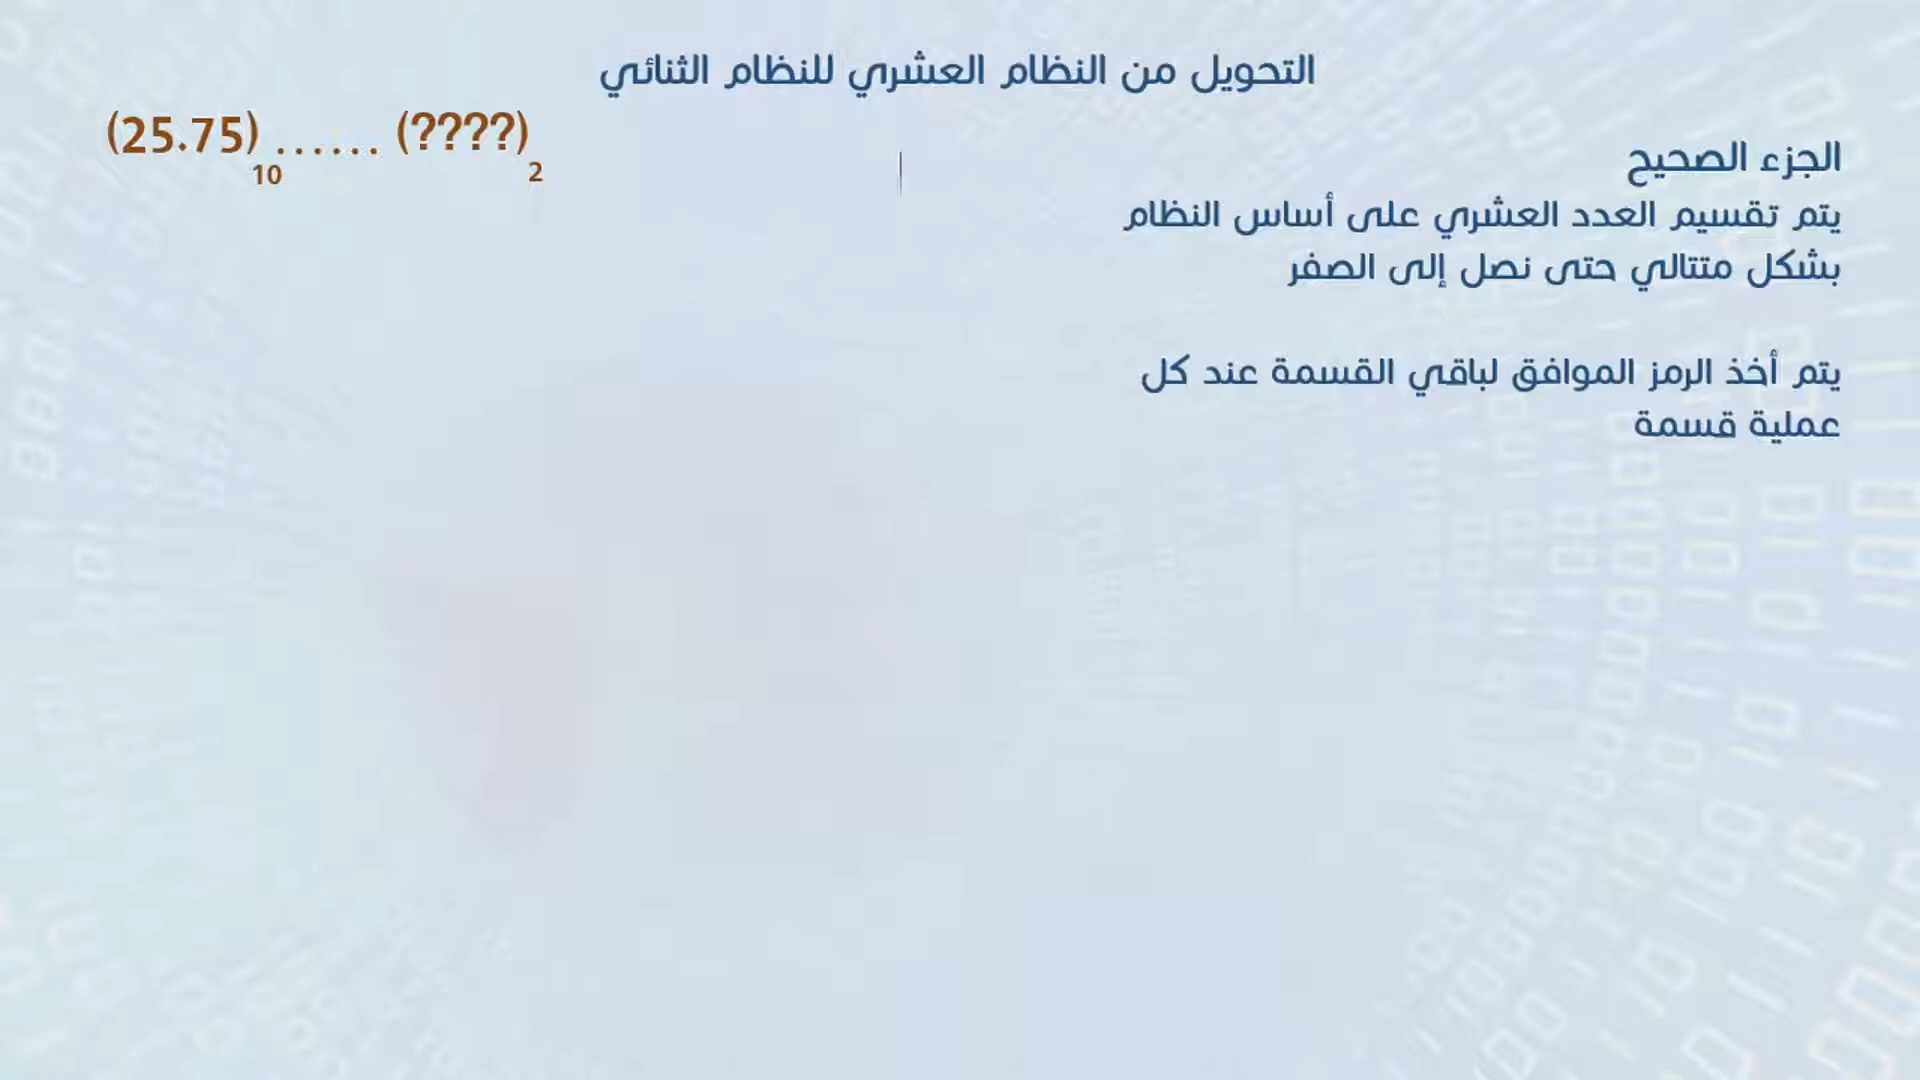 التحويل من النظام العشري للنظام الثنائي
(25.75)10 ...... (????)2
الجزء الصحيح
يتم تقسيم العدد العشري على أساس النظام
بشكل متتالي حتى نصل إلى الصفر
يتم أخذ الرمز الموافق لباقي القسمة عند كل
عملية قسمة